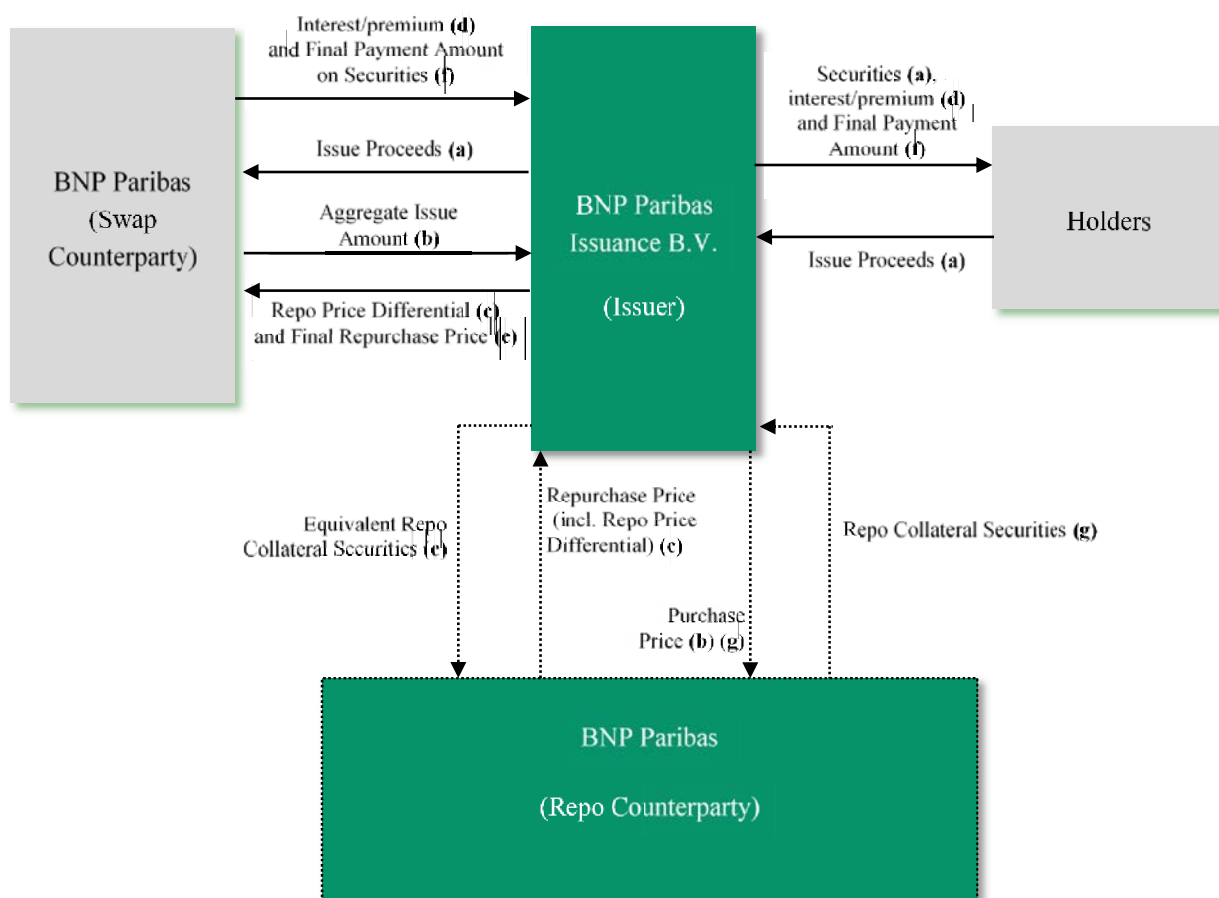 Interest/premium (d)
and Final Payment Amount
on Securities (f)
Issue Proceeds (a)
Aggregate Issue
Amount (b)
Repo Price Differential (c)
and Final Repurchase Price (e)
BNP Paribas
(Swap
Counterparty)
BNP Paribas
Issuance B.V.
(Issuer)
Securities (a),
interest/premium (d)
and Final Payment
Amount (f)
Issue Proceeds (a)
Holders
Equivalent Repo
Collateral Securities (e)
Repurchase Price
(incl. Repo Price
Differential) (c)
Purchase
Price (b) (g)
Repo Collateral Securities (g)
BNP Paribas
(Repo Counterparty)